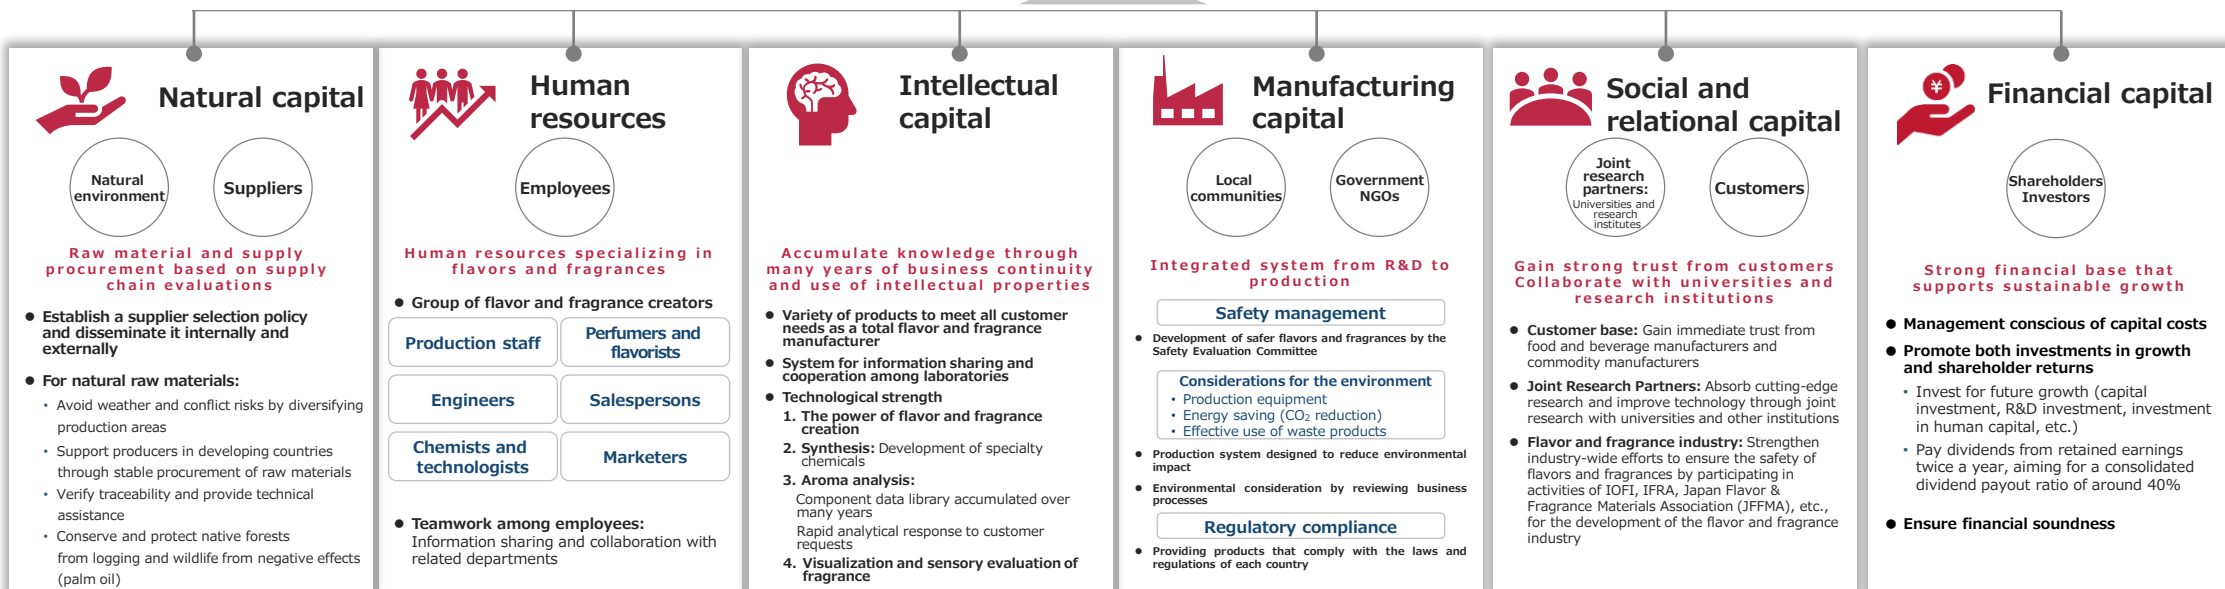 Natural capital
Natural
environment
Suppliers
Raw material and supply
procurement based on supply
chain evaluations
● Establish a supplier selection policy
and disseminate it internally and
externally
● For natural raw materials:
• Avoid weather and conflict risks by diversifying
production areas
• Support producers in developing countries
through stable procurement of raw materials
• Verify traceability and provide technical
assistance
• Conserve and protect native forests
from logging and wildlife from negative effects
(palm oil)
Human
resources
Employees
Human resources specializing in
flavors and fragrances
● Group of flavor and fragrance creators
Production staff
Perfumers and
flavorists
Engineers
Salespersons
Chemists and
technologists
Marketers
● Teamwork among employees:
Information sharing and collaboration with
related departments
Intellectual
capital
Accumulate knowledge through
many years of business continuity
and use of intellectual properties
● Variety of products to meet all customer
needs as a total flavor and fragrance
manufacturer
● System for information sharing and
cooperation among laboratories
● Technological strength
1. The power of flavor and fragrance
creation
2. Synthesis: Development of specialty
chemicals
3. Aroma analysis:
Component data library accumulated over
many years
Rapid analytical response to customer
requests
4. Visualization and sensory evaluation of
fragrance
Manufacturing
capital
Local
communities
Government
NGOs
Integrated system from R&D to
production
Safety management
● Development of safer flavors and fragrances by the
Safety Evaluation Committee
Considerations for the environment
• Production equipment
• Energy saving (CO₂ reduction)
• Effective use of waste products
● Production system designed to reduce environmental
impact
● Environmental consideration by reviewing business
processes
Regulatory compliance
● Providing products that comply with the laws and
regulations of each country
Social and
relational capital
Joint
research
partners:
Universities and
research
institutes
Customers
Gain strong trust from customers
Collaborate with universities and
research institutions
● Customer base: Gain immediate trust from
food and beverage manufacturers and
commodity manufacturers
● Joint Research Partners: Absorb cutting-edge
research and improve technology through joint
research with universities and other institutions
● Flavor and fragrance industry: Strengthen
industry-wide efforts to ensure the safety of
flavors and fragrances by participating in
activities of IOFI, IFRA, Japan Flavor &
Fragrance Materials Association (JFFMA), etc.,
for the development of the flavor and fragrance
industry
¥
Financial capital
Shareholders
Investors
Strong financial base that
supports sustainable growth
● Management conscious of capital costs
● Promote both investments in growth
and shareholder returns
• Invest for future growth (capital
investment, R&D investment, investment
in human capital, etc.)
• Pay dividends from retained earnings
twice a year, aiming for a consolidated
dividend payout ratio of around 40%
● Ensure financial soundness